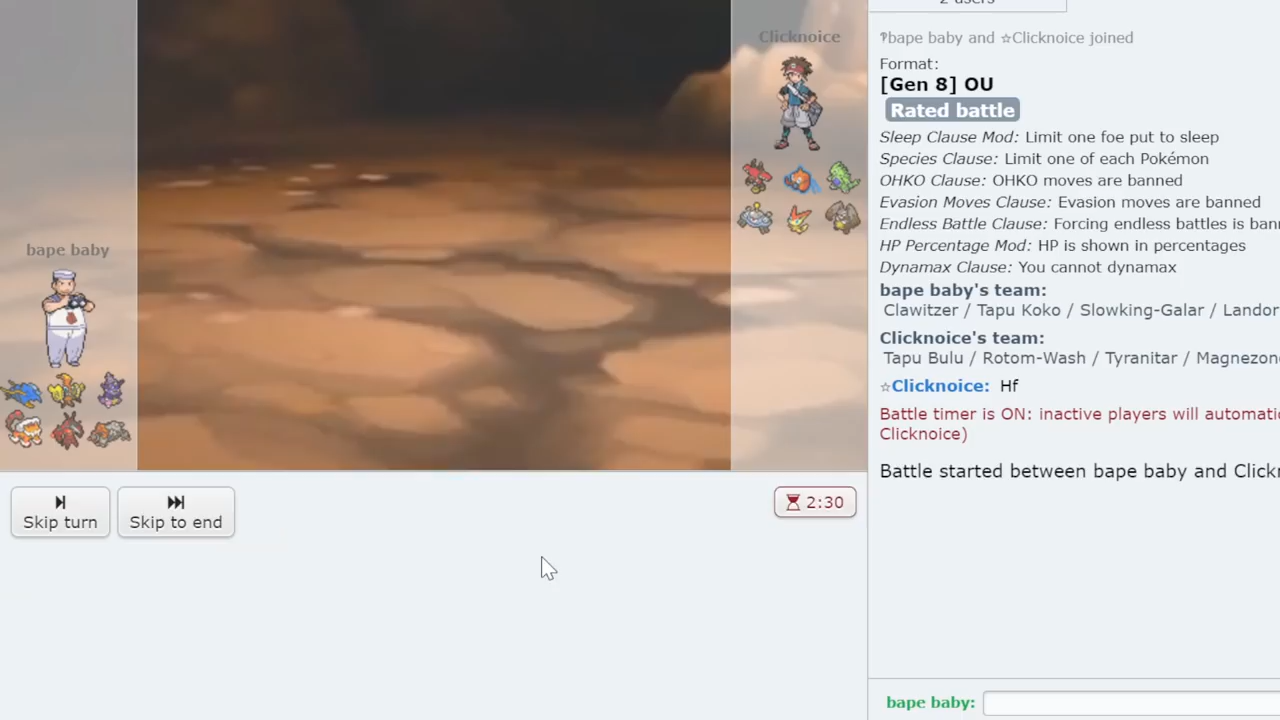 Clicknoice
bape baby
Skip turn
Skip to end
2:30
2 users
‽bape baby and ☆Clicknoice joined
Format:
[Gen 8] OU
Rated battle
Sleep Clause Mod: Limit one foe put to sleep
Species Clause: Limit one of each Pokémon
OHKO Clause: OHKO moves are banned
Evasion Moves Clause: Evasion moves are banned
Endless Battle Clause: Forcing endless battles is
HP Percentage Mod: HP is shown in percentages
Dynamax Clause: You cannot dynamax
bape baby's team:
Clawitzer / Tapu Koko / Slowking-Galar /
Clicknoice's team:
Tapu Bulu / Rotom-Wash / Tyranitar /
☆Clicknoice: Hf
Battle timer is ON: inactive players will
Clicknoice)
Battle started between bape baby and
bape baby: